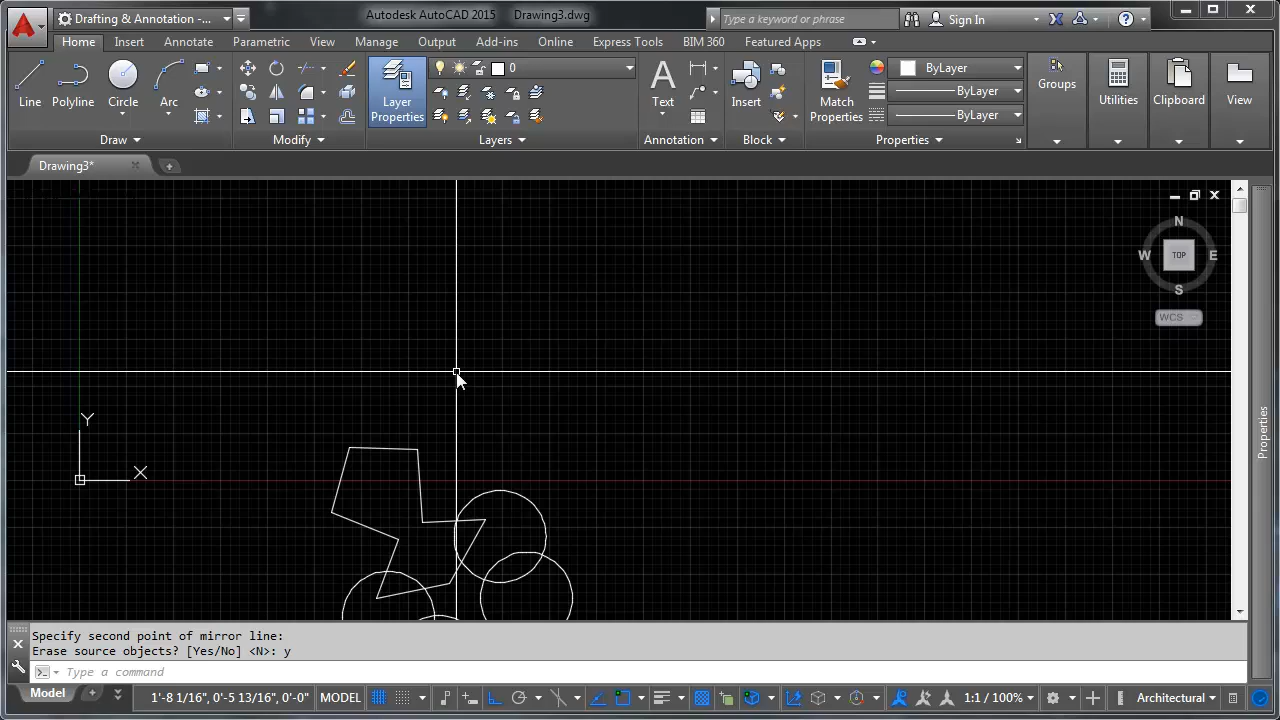 Drafting & Annotation - ...
Autodesk AutoCAD 2015 Drawing3.dwg
Type a keyword or phrase
Sign In
Home Insert Annotate Parametric View Manage Output Add-ins Online Express Tools BIM 360 Featured Apps
Line
Polyline
Circle
Arc
Draw
Modify
Layer
Properties
0
Layers
Text
Annotation
Insert
Block
Match
Properties
ByLayer
ByLayer
ByLayer
Properties
Groups
Utilities
Clipboard
View
Drawing3*
N
W TOP E
S
WCS
Y
X
Properties
Specify second point of mirror line:
Erase source objects? [Yes/No] <N>: y
Type a command
Model
1'-8 1/16", 0'-5 13/16", 0'-0" MODEL 1:1 / 100% Architectural